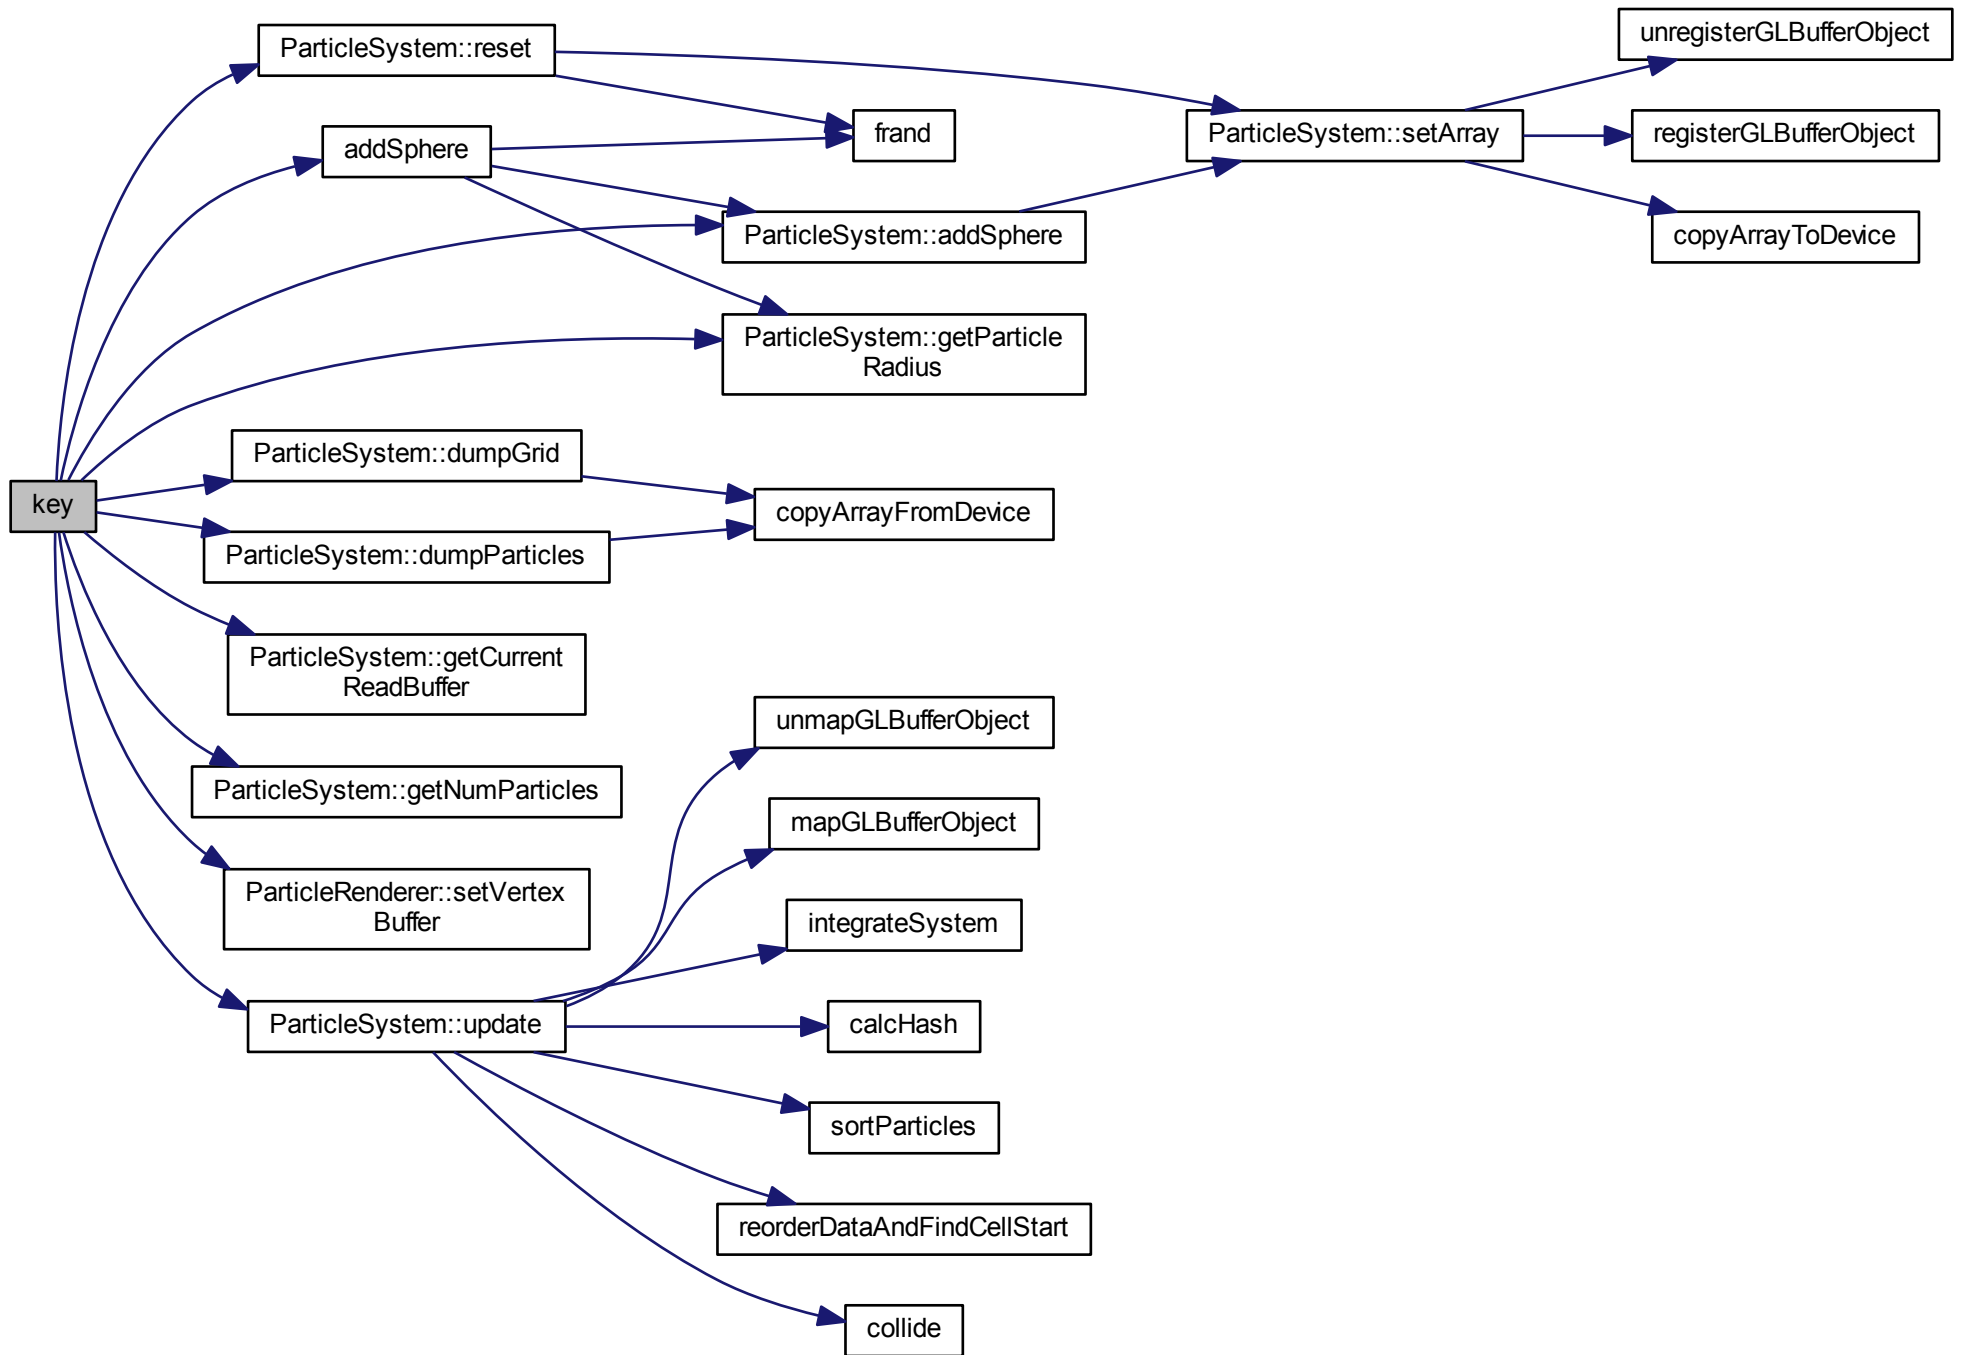 unregisterGLBufferObject
ParticleSystem::reset
registerGLBufferObject
frand
ParticleSystem::setArray
addSphere
ParticleSystem::addSphere
copyArrayToDevice
ParticleSystem::getParticle
Radius
ParticleSystem::dumpGrid
key
copyArrayFromDevice
ParticleSystem::dumpParticles
ParticleSystem::getCurrent
ReadBuffer
unmapGLBufferObject
ParticleSystem::getNumParticles
mapGLBufferObject
ParticleRenderer::setVertex
Buffer
integrateSystem
ParticleSystem::update
calcHash
sortParticles
reorderDataAndFindCellStart
collide